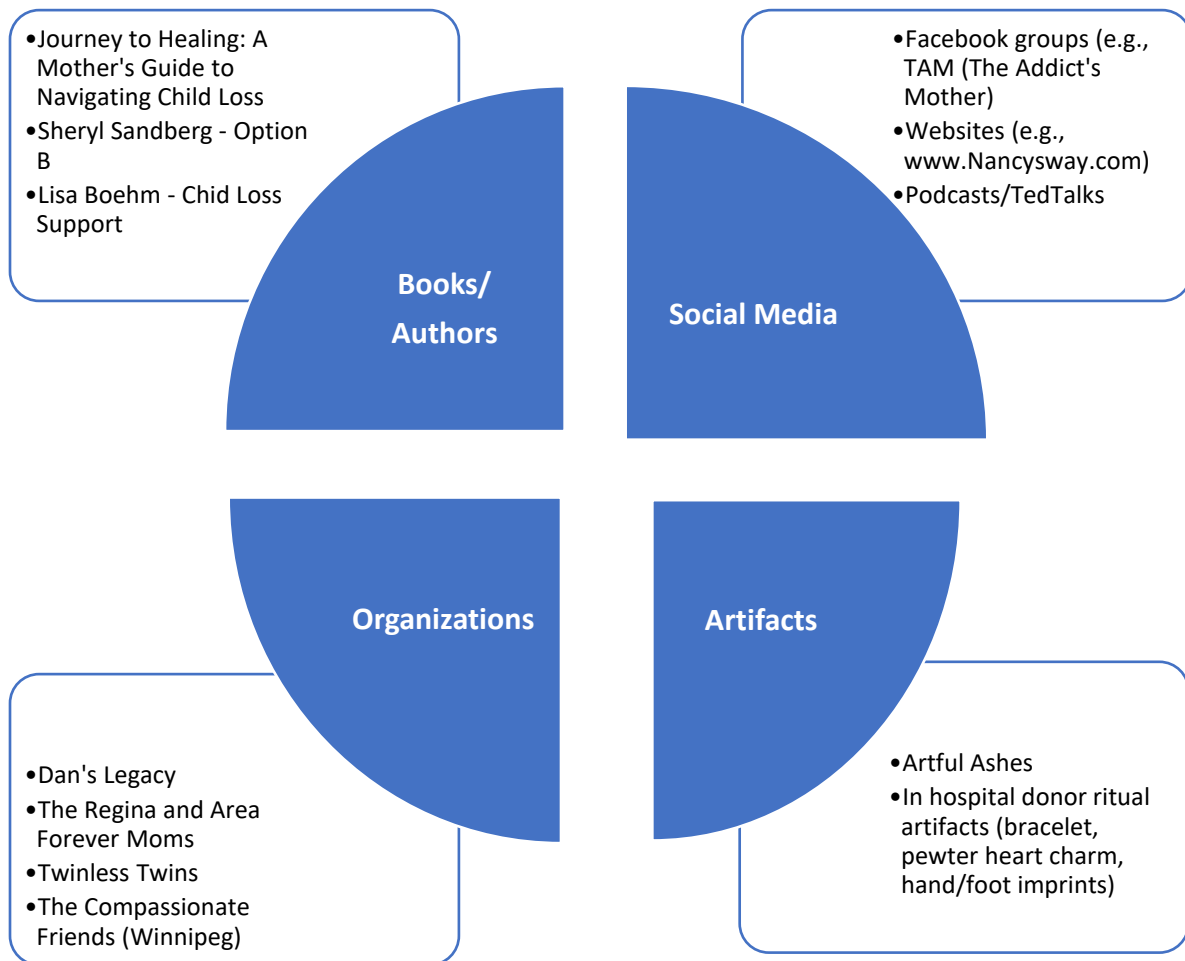 •Journey to Healing: A
Mother's Guide to
Navigating Child Loss
•Sheryl Sandberg - Option
B
•Lisa Boehm - Chid Loss
Support
•Facebook groups (e.g.,
TAM (The Addict's
Mother)
•Websites (e.g.,
www.Nancysway.com)
•Podcasts/TedTalks
Books/
Authors
Social Media
Organizations
Artifacts
•Dan's Legacy
•The Regina and Area
Forever Moms
•Twinless Twins
•The Compassionate
Friends (Winnipeg)
•Artful Ashes
•In hospital donor ritual
artifacts (bracelet,
pewter heart charm,
hand/foot imprints)